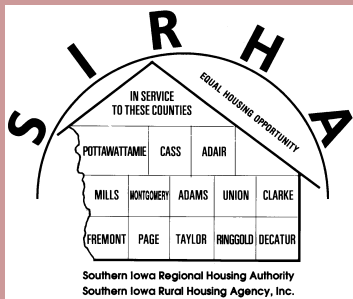 SIRHA
IN SERVICE
TO THESE COUNTIES
EQUAL HOUSING OPPORTUNITY
POTTAWATTAMIE CASS ADAIR
MILLS MONTGOMERY ADAMS UNION CLARKE
FREMONT PAGE TAYLOR RINGGOLD DECATUR
Southern Iowa Regional Housing Authority
Southern Iowa Rural Housing Agency, Inc.